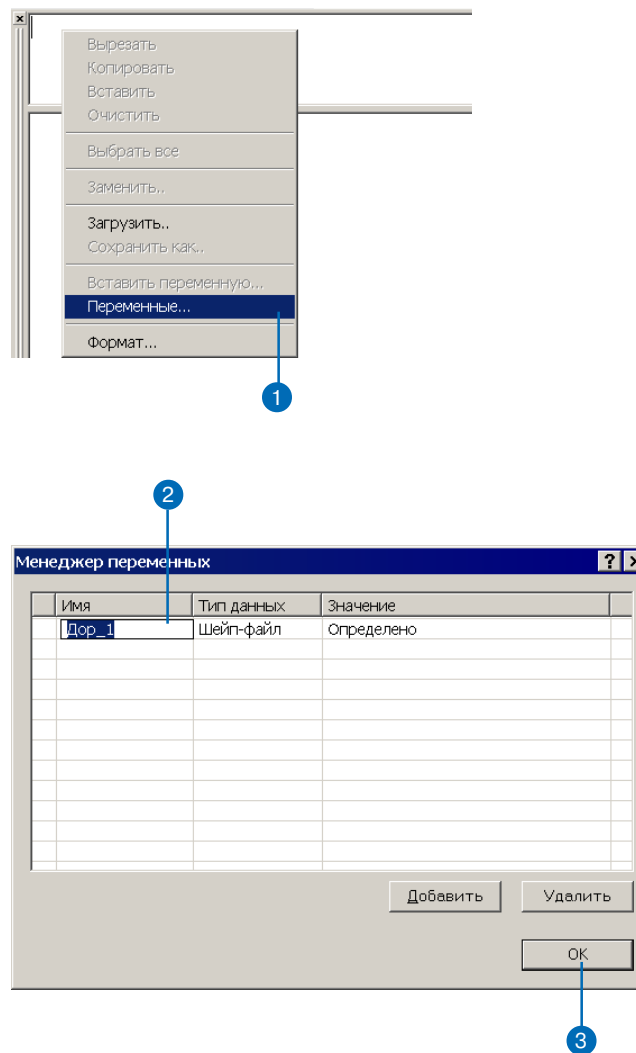 Вырезать
Копировать
Вставить
Очистить
Выбрать все
Заменить..
Загрузить..
Сохранить как..
Вставить переменную...
Переменные...
Формат...
1
2
Менеджер переменных
Имя Тип данных Значение
Дор_1 Шейп-файл Определено
Добавить Удалить
OK
3